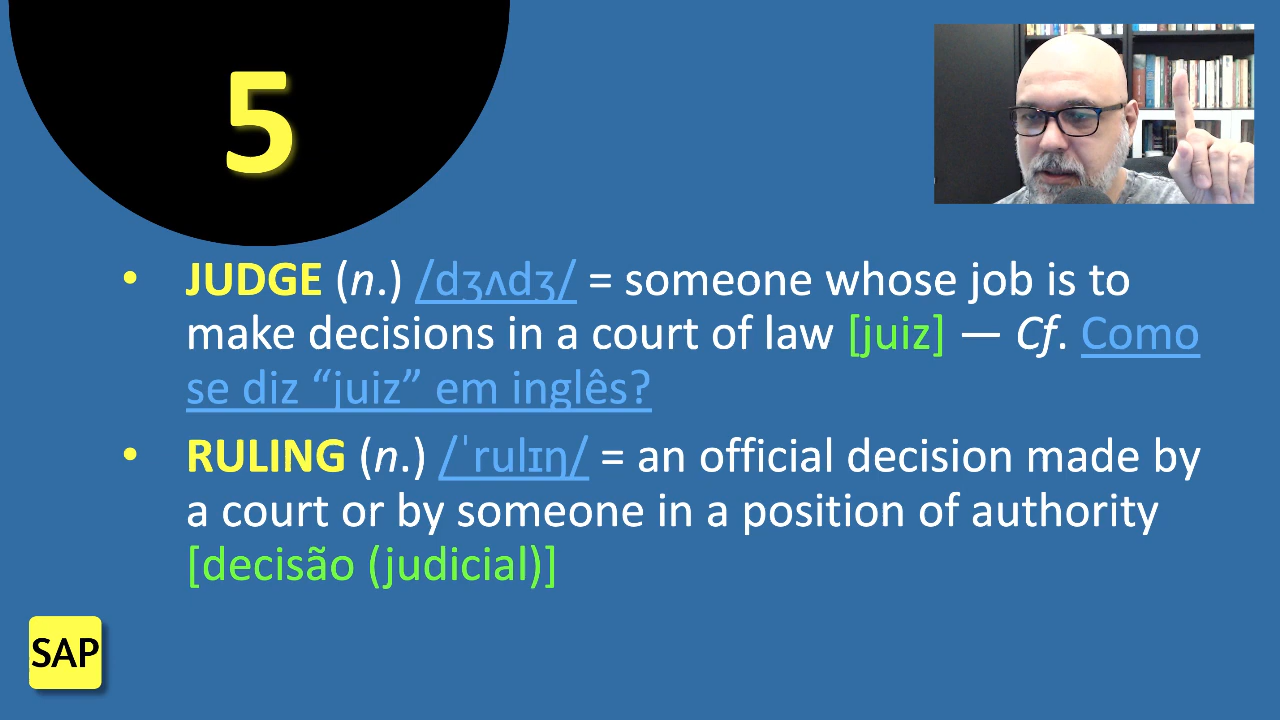 5
• JUDGE (n.) /dʒʌdʒ/ = someone whose job is to
make decisions in a court of law [juiz] — Cf. Como
se diz “juiz” em inglês?
• RULING (n.) /ˈrulɪŋ/ = an official decision made by
a court or by someone in a position of authority
[decisão (judicial)]
SAP